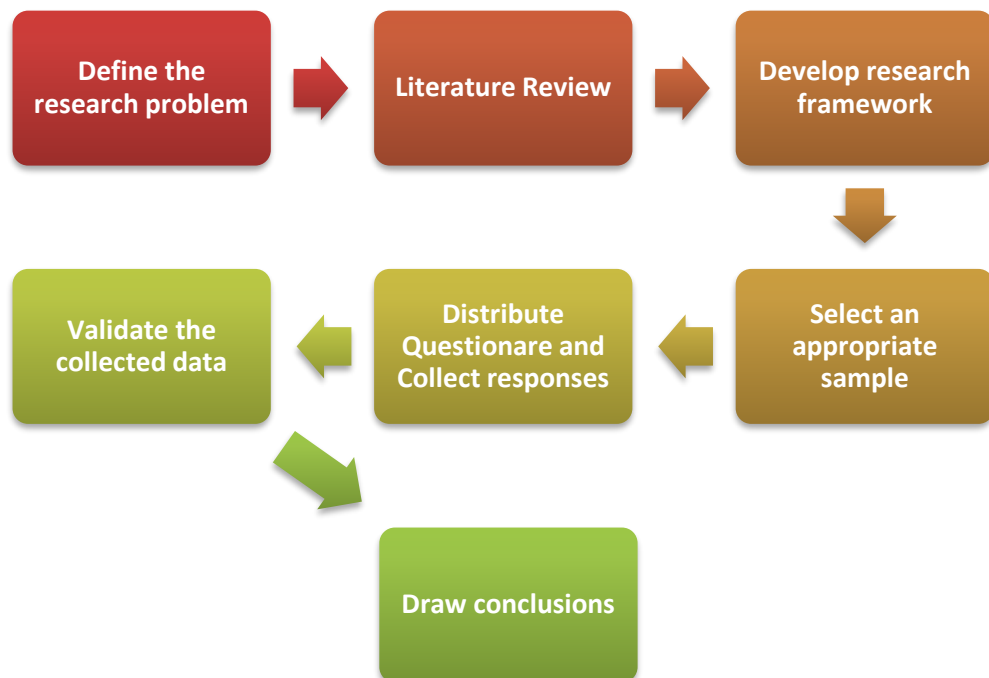 Define the
research problem
Literature Review
Develop research
framework
Select an
appropriate
sample
Distribute
Questionare and
Collect responses
Validate the
collected data
Draw conclusions